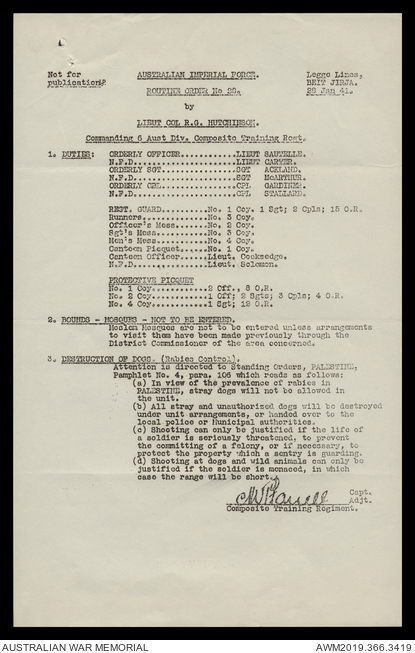 Not for publication
AUSTRALIAN IMPERIAL FORCE.
Leggo Lines,
BEIT JIRJA.
28 Jan 41.
ROUTINE ORDER No 28.
by
LIEUT COL R.G. HUTCHINSON.
Commanding 6 Aust Div. Composite Training Regt.
1. DUTIES: ORDERLY OFFICER............LIEUT SAUTELLE.
N.F.D......................LIEUT CARTER.
ORDERLY SGT...............SGT ACKLAND.
N.F.D......................SGT McARTHUR.
ORDERLY CPL...............CPL GARDINER.
N.F.D......................CPL STALLARD.
REGT. GUARD..........No. 1 Coy. 1 Sgt; 2 Cpls; 15 O.R.
Runners..............No. 3 Coy.
Officer's Mess.......No. 2 Coy.
Sgt's Mess...........No. 3 Coy.
Men's Mess...........No. 4 Coy.
Canteen Picquet......No. 1 Coy.
Canteen Officer......Lieut. Cooksedge.
N.F.D................Lieut. Solomon.
PROTECTIVE PICQUET
No. 1 Coy............2 Off., 8 O.R.
No. 2 Coy............1 Off; 2 Sgts; 3 Cpls; 4 O.R.
No. 4 Coy............1 Sgt; 12 O.R.
2. BOUNDS - MOSQUES - NOT TO BE ENTERED.
Moslem Mosques are not to be entered unless arrangements
to visit them have been made previously through the
District Commissioner of the area concerned.
3. DESTRUCTION OF DOGS. (Rabies Control).
Attention is directed to Standing Orders, PALESTINE,
Pamphlet No. 4, para. 106 which reads as follows:
(a) In view of the prevalence of rabies in
PALESTINE, stray dogs will not be allowed in
the unit.
(b) All stray and unauthorised dogs will be destroyed
under unit arrangements, or handed over to the
local police or Municipal authorities.
(c) Shooting can only be justified if the life of
a soldier is seriously threatened, to prevent
the committing of a felony, or if necessary, to
protect the property which a sentry is guarding.
(d) Shooting at dogs and wild animals can only be
justified if the soldier is menaced, in which
case the range will be short.
Capt.
Adjt.
Composite Training Regiment.
AUSTRALIAN WAR MEMORIAL
AWM2019.366.3419